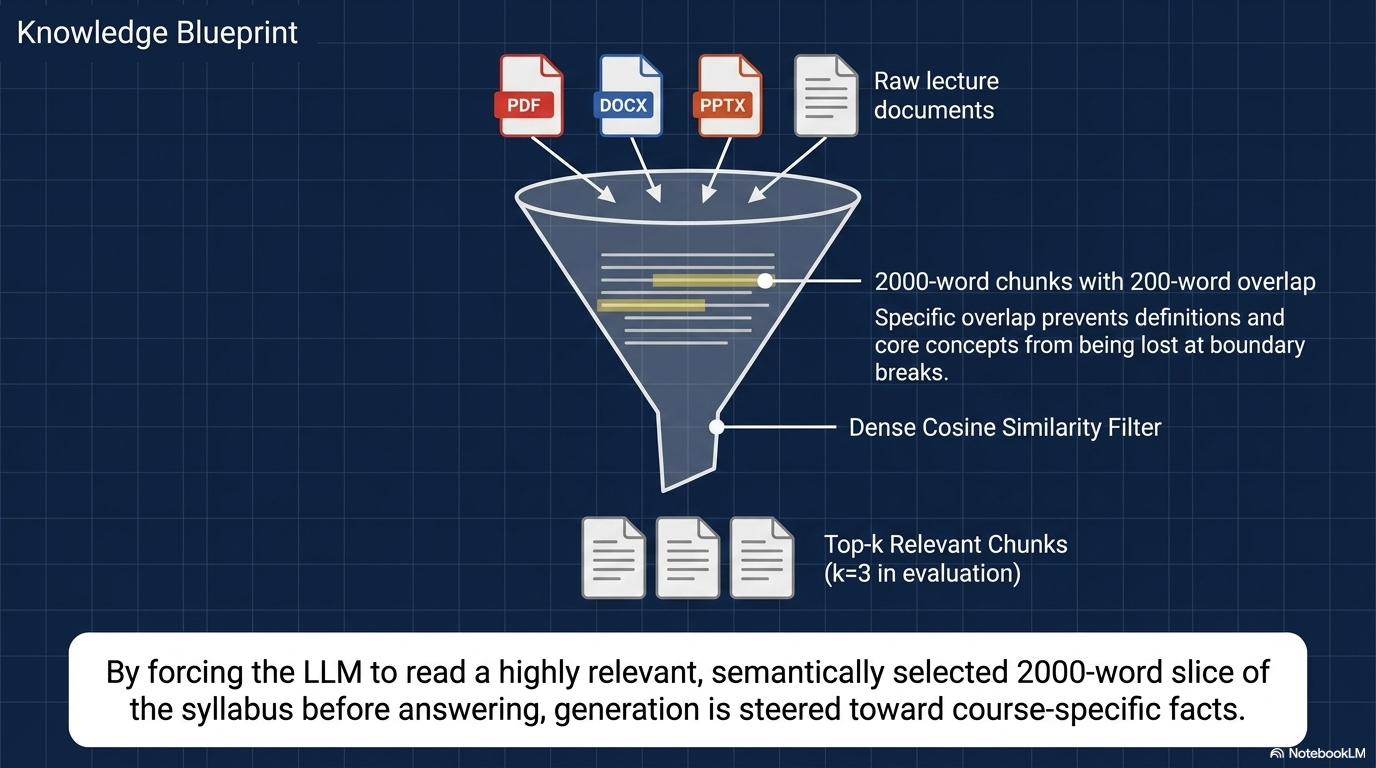 Knowledge Blueprint
PDF
DOCX
PPTX
Raw lecture
documents
2000-word chunks with 200-word overlap
Specific overlap prevents definitions and
core concepts from being lost at boundary
breaks.
Dense Cosine Similarity Filter
Top-k Relevant Chunks
(k=3 in evaluation)
By forcing the LLM to read a highly relevant, semantically selected 2000-word slice of
the syllabus before answering, generation is steered toward course-specific facts.
NotebookLM